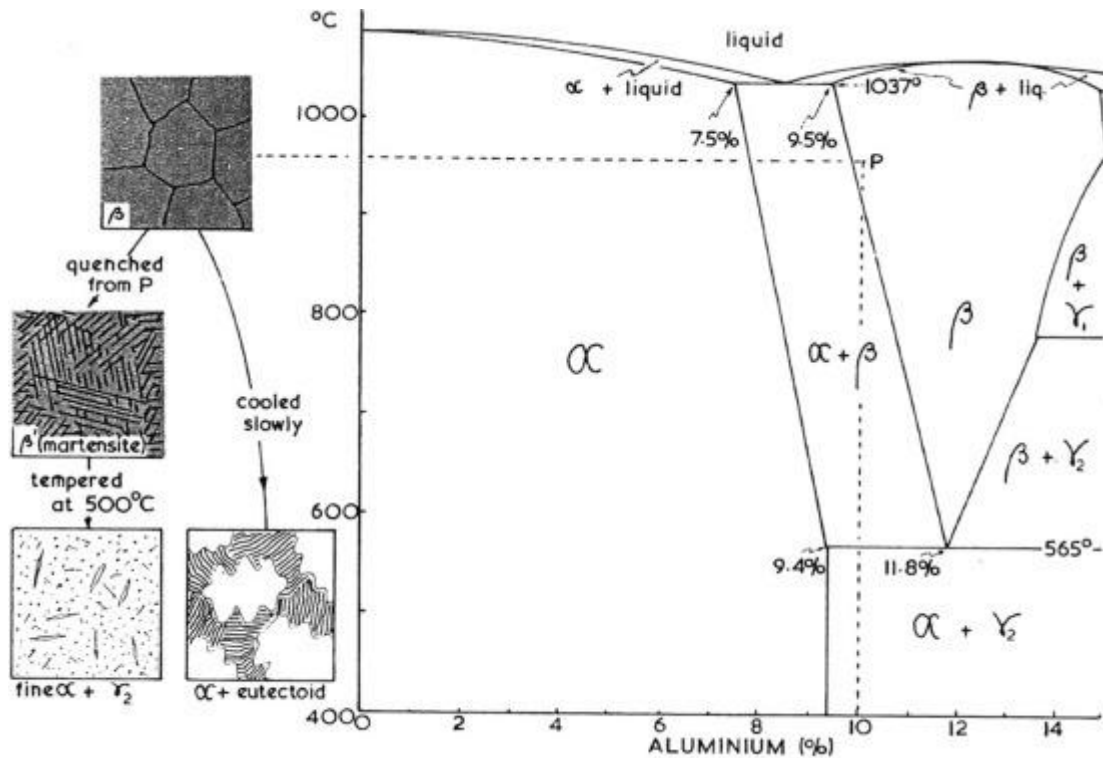 °C
liquid
α + liquid
β + liq.
1000
1037°
7.5%
9.5%
P
β
quenched
from P
β
+
γ₁
800
α
α + β
β
cooled
slowly
β'(martensite)
β + γ₂
tempered
at 500°C
600
565°
9.4%
11.8%
α + γ₂
fine α + γ₂
α + eutectoid
400
0
2
4
6
8
10
12
14
ALUMINIUM (%)